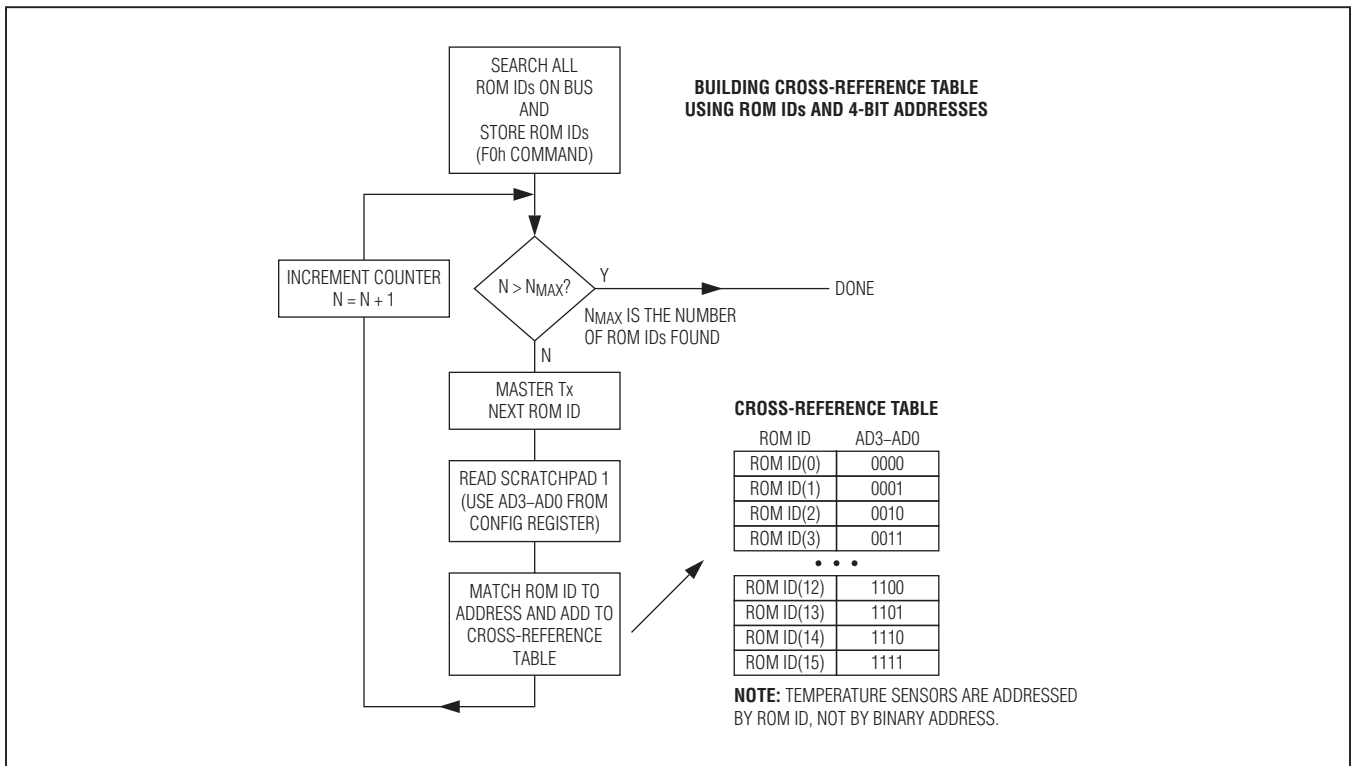 SEARCH ALL
ROM IDs ON BUS
AND
STORE ROM IDs
(F0h COMMAND)
BUILDING CROSS-REFERENCE TABLE
USING ROM IDs AND 4-BIT ADDRESSES
INCREMENT COUNTER
N = N + 1
N > NMAX?
Y
DONE
NMAX IS THE NUMBER
OF ROM IDs FOUND
N
MASTER Tx
NEXT ROM ID
READ SCRATCHPAD 1
(USE AD3–AD0 FROM
CONFIG REGISTER)
MATCH ROM ID TO
ADDRESS AND ADD TO
CROSS-REFERENCE
TABLE
CROSS-REFERENCE TABLE
ROM ID AD3–AD0
ROM ID(0) 0000
ROM ID(1) 0001
ROM ID(2) 0010
ROM ID(3) 0011
• • •
ROM ID(12) 1100
ROM ID(13) 1101
ROM ID(14) 1110
ROM ID(15) 1111
NOTE: TEMPERATURE SENSORS ARE ADDRESSED
BY ROM ID, NOT BY BINARY ADDRESS.